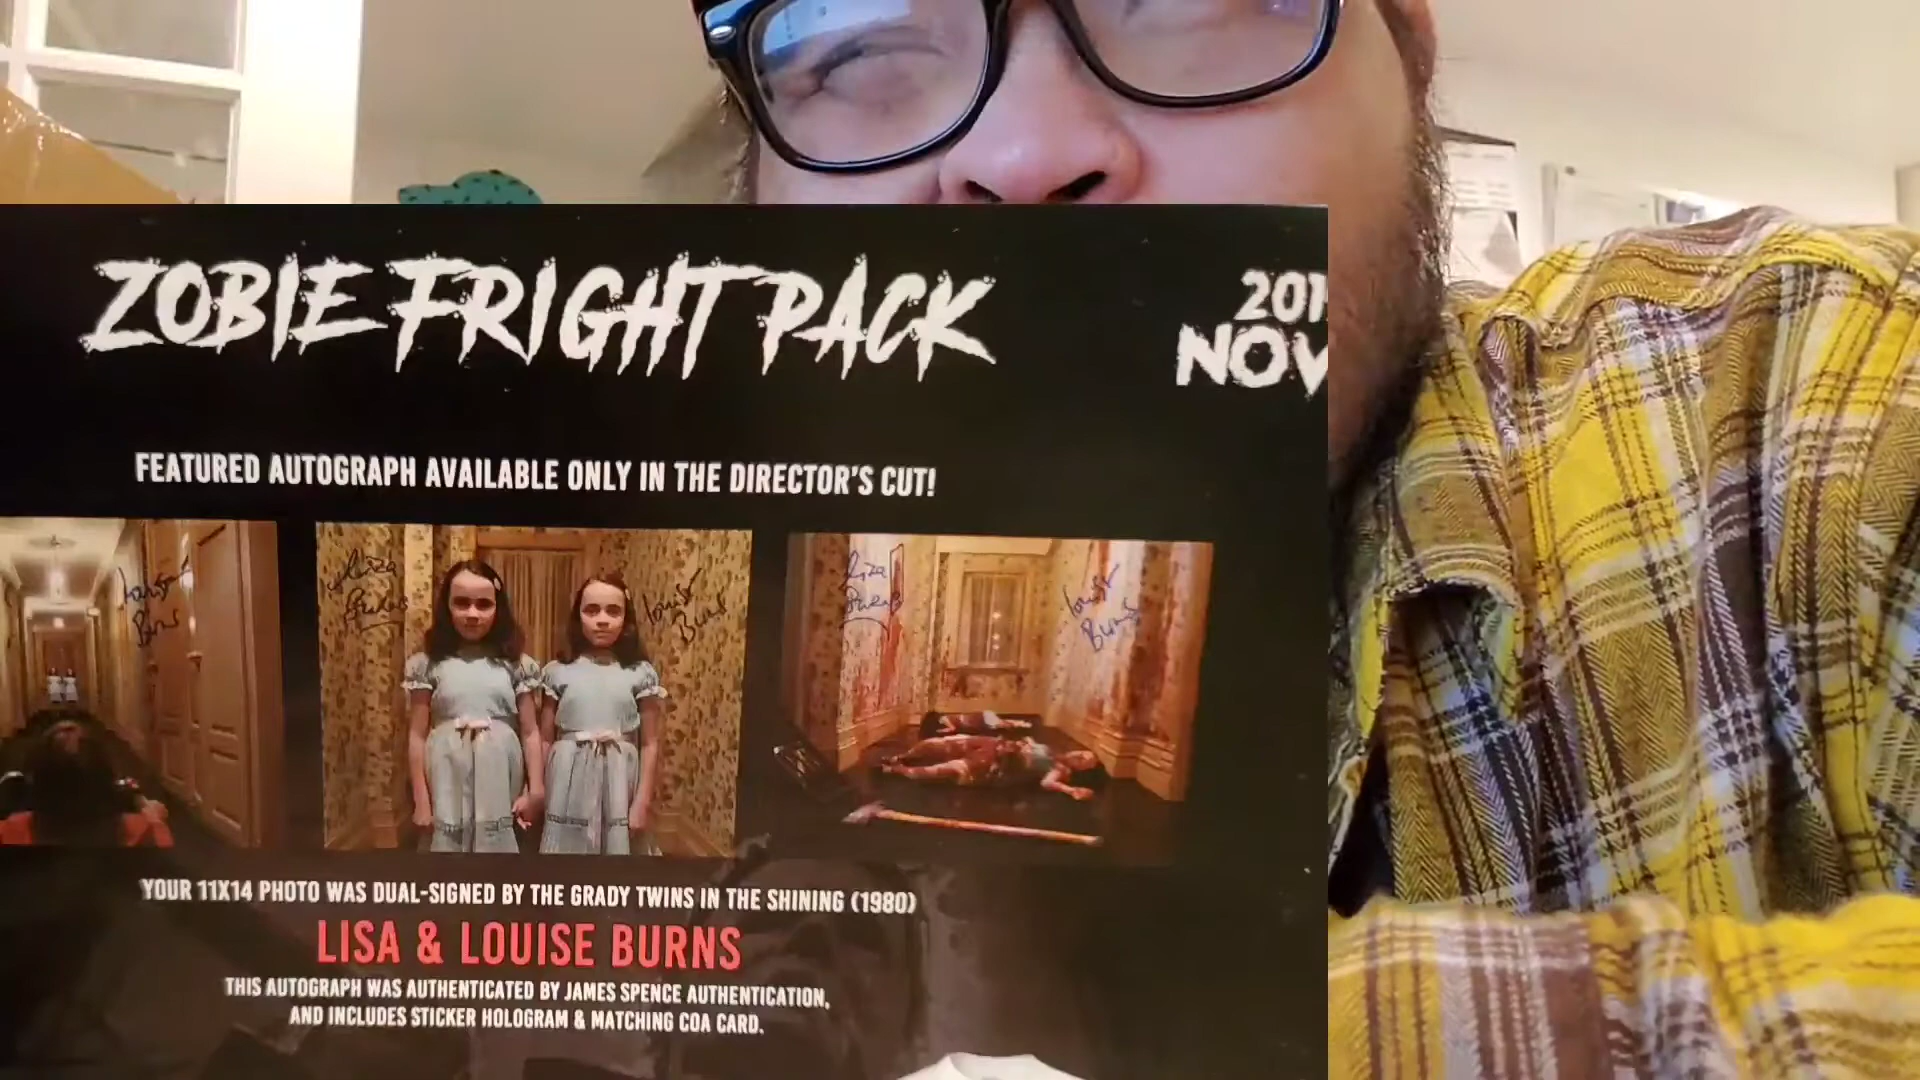 ZOBIE FRIGHT PACK
NOV
FEATURED AUTOGRAPH AVAILABLE ONLY IN THE DIRECTOR'S CUT!
YOUR 11X14 PHOTO WAS DUAL-SIGNED BY THE GRADY TWINS IN THE SHINING (1980)
LISA & LOUISE BURNS
THIS AUTOGRAPH WAS AUTHENTICATED BY JAMES SPENCE AUTHENTICATION,
AND INCLUDES STICKER HOLOGRAM & MATCHING COA CARD.